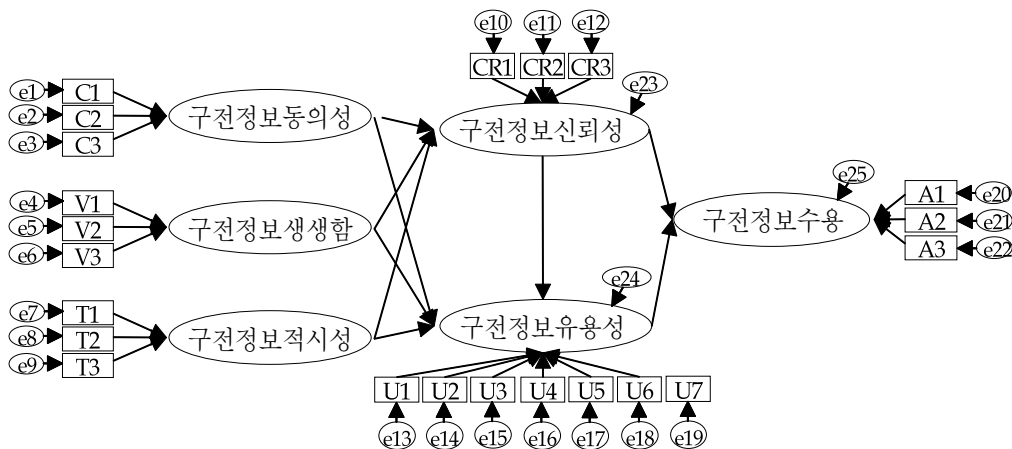 e10 e11 e12
CR1 CR2 CR3
e23
e1 C1
e2 C2
e3 C3
구전정보동의성
구전정보신뢰성
e4 V1
e5 V2
e6 V3
구전정보생생함
e25
구전정보수용
A1 e20
A2 e21
A3 e22
e24
e7 T1
e8 T2
e9 T3
구전정보적시성
구전정보유용성
U1 U2 U3 U4 U5 U6 U7
e13 e14 e15 e16 e17 e18 e19